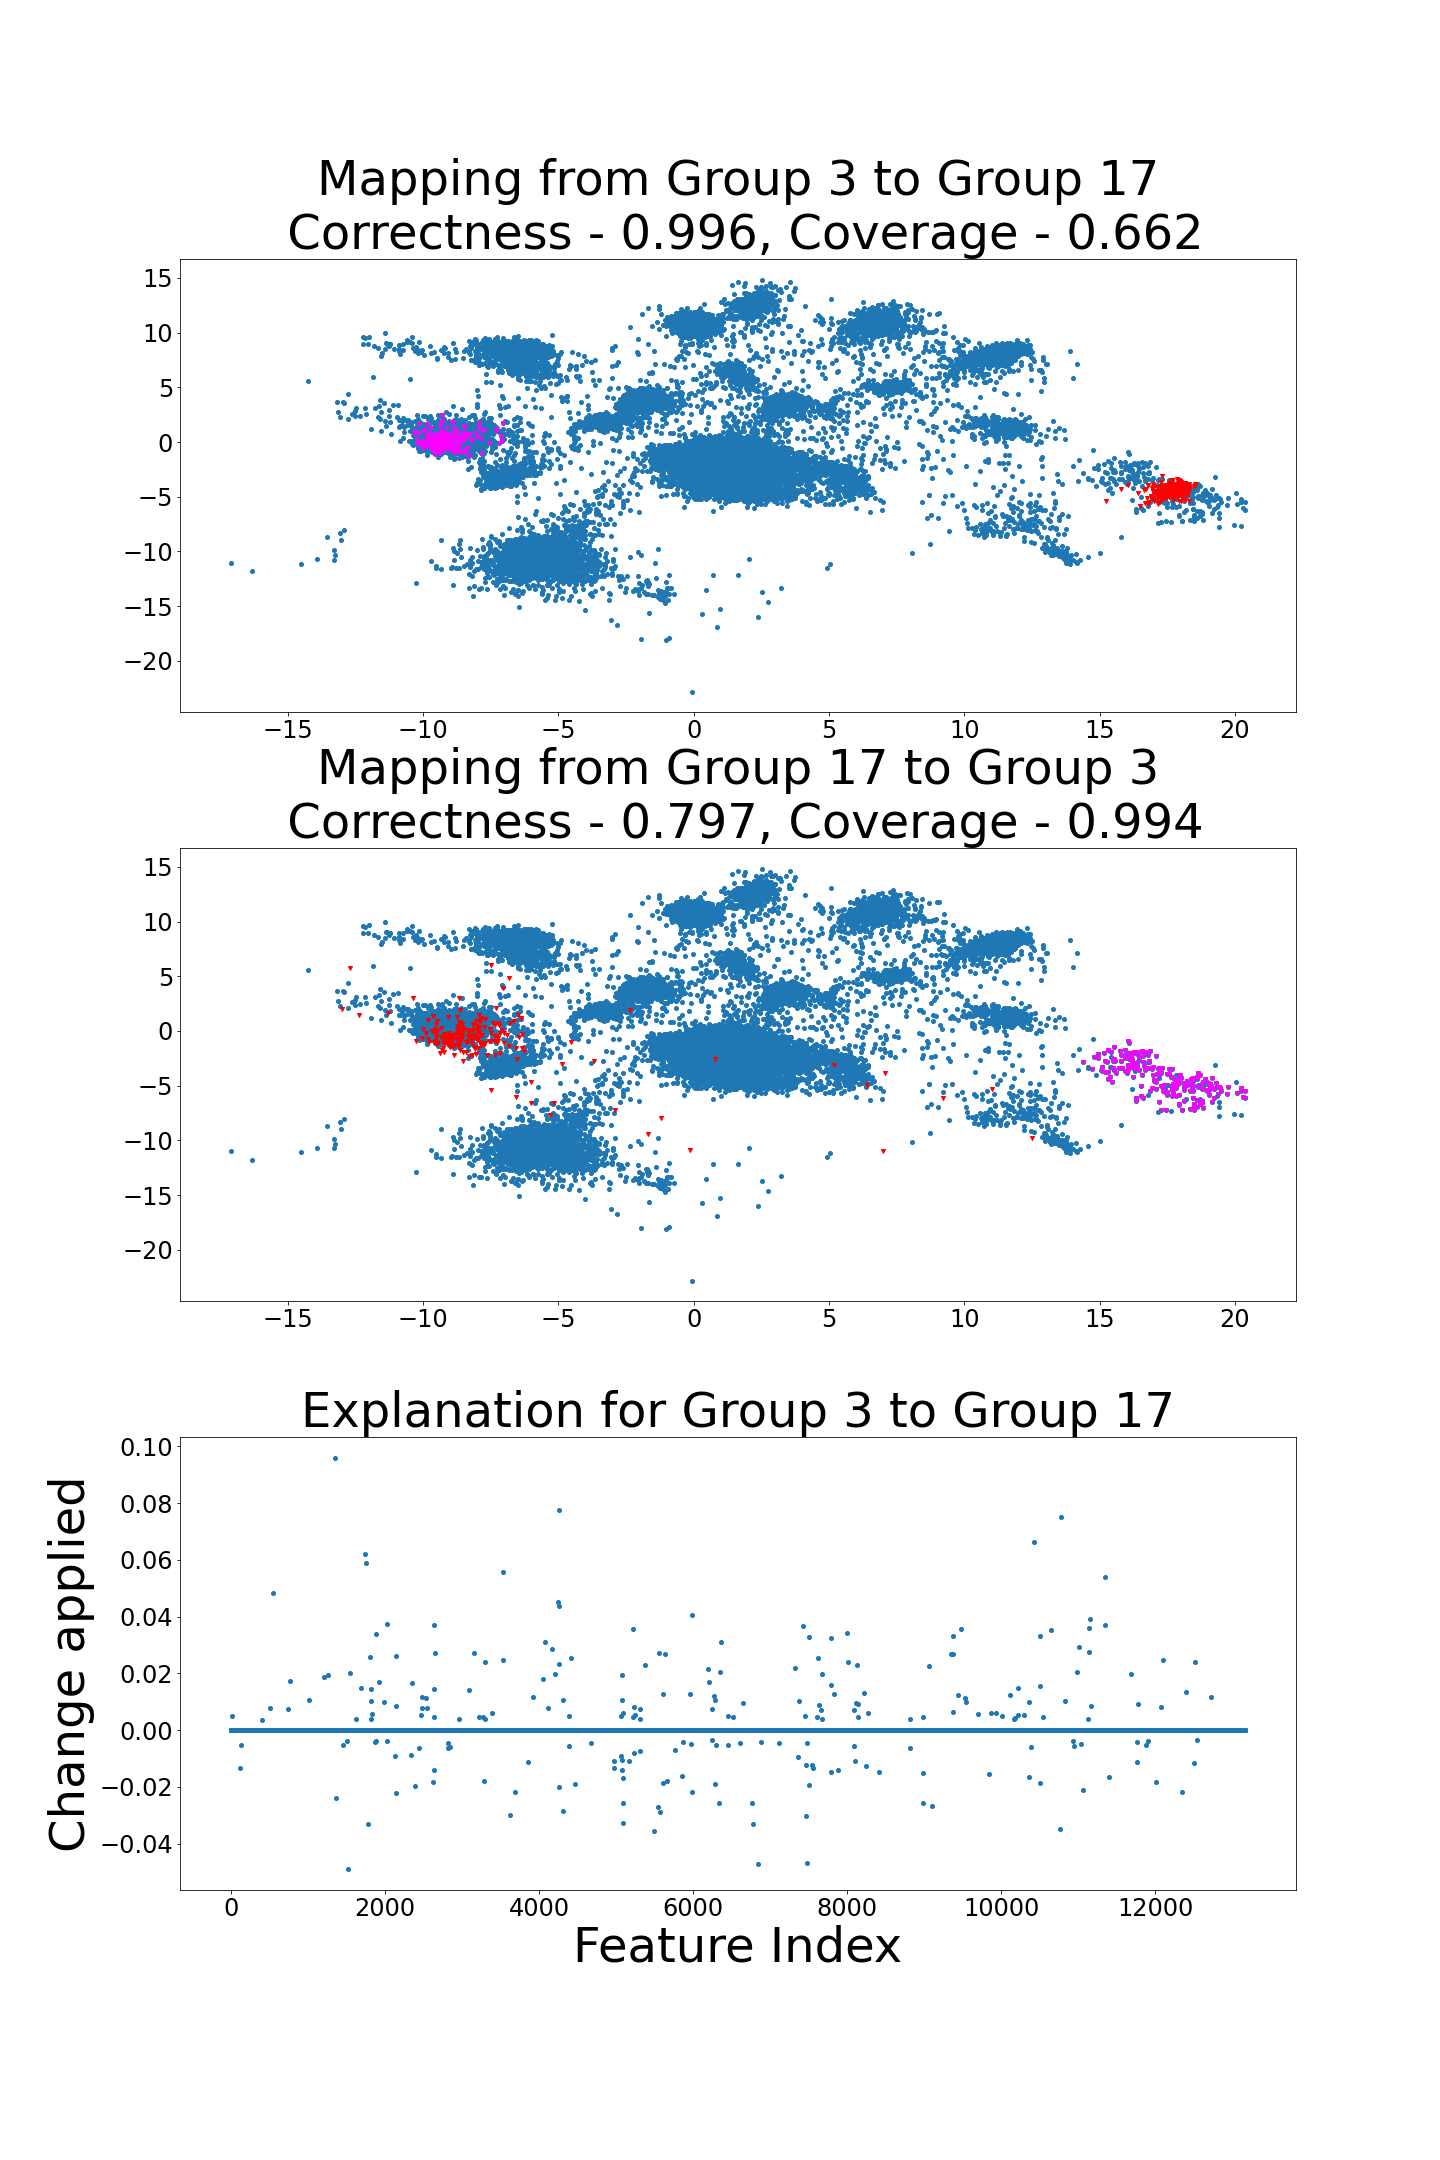 Mapping from Group 3 to Group 17
Correctness - 0.996, Coverage - 0.662
15
10
5
0
−5
−10
−15
−20
−15 −10 −5 0 5 10 15 20
Mapping from Group 17 to Group 3
Correctness - 0.797, Coverage - 0.994
15
10
5
0
−5
−10
−15
−20
−15 −10 −5 0 5 10 15 20
Explanation for Group 3 to Group 17
Change applied
0.10
0.08
0.06
0.04
0.02
0.00
−0.02
−0.04
0 2000 4000 6000 8000 10000 12000
Feature Index